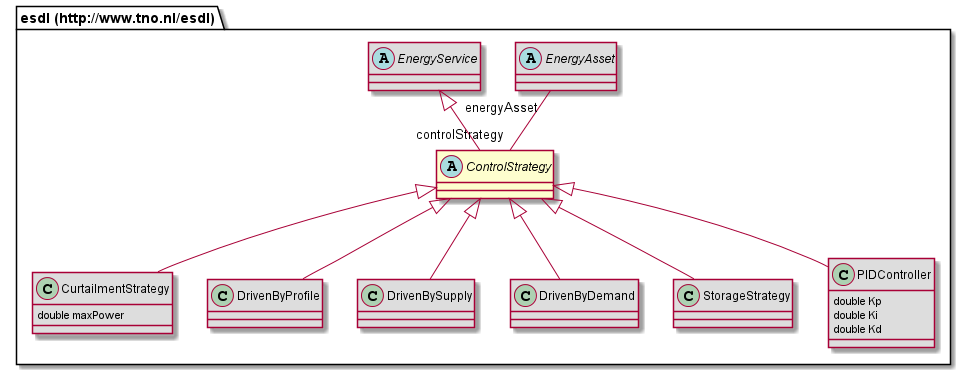 esdl (http://www.tno.nl/esdl)
A EnergyService
A EnergyAsset
energyAsset
controlStrategy
A ControlStrategy
C CurtailmentStrategy
double maxPower
C DrivenByProfile
C DrivenBySupply
C DrivenByDemand
C StorageStrategy
C PIDController
double Kp
double Ki
double Kd